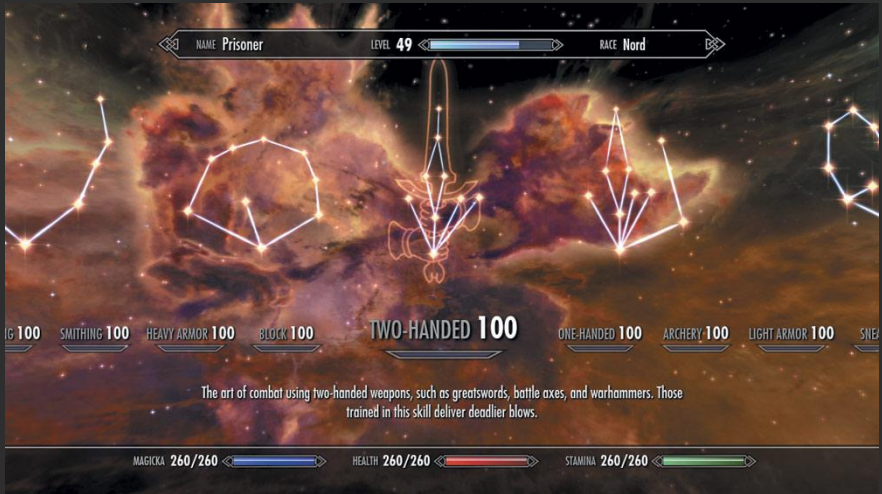 NAME Prisoner LEVEL 49 RACE Nord
G 100 SMITHING 100 HEAVY ARMOR 100 BLOCK 100 TWO-HANDED 100 ONE-HANDED 100 ARCHERY 100 LIGHT ARMOR 100 SNEA
The art of combat using two-handed weapons, such as greatswords, battle axes, and warhammers. Those
trained in this skill deliver deadlier blows.
MAGICKA 260/260 HEALTH 260/260 STAMINA 260/260